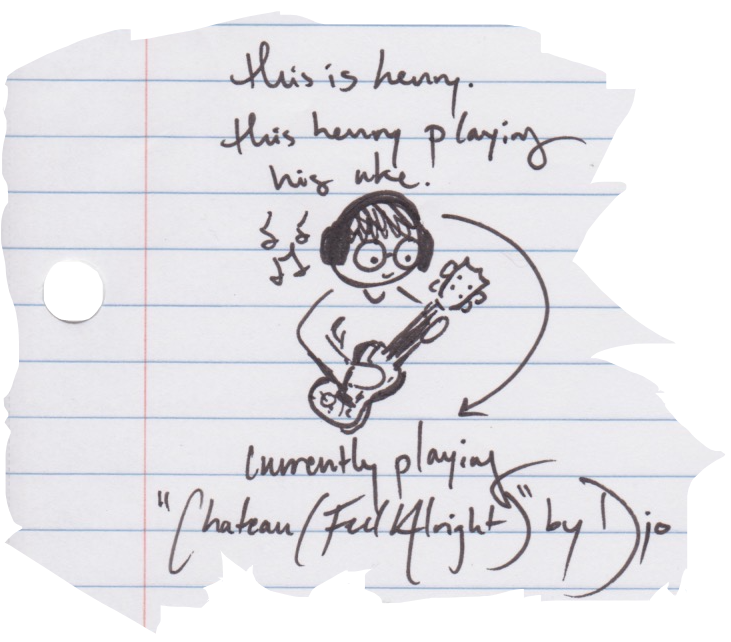 this is henry.
this henry playing
his uke.
currently playing
"Chateau (Feel Alright)" by Djo